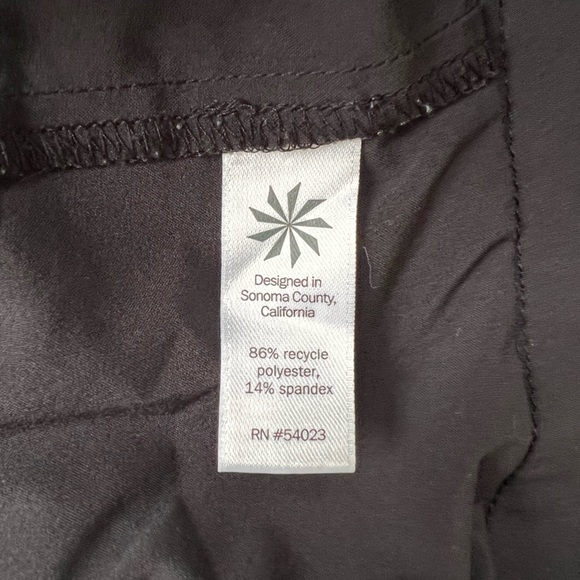 Designed in
Sonoma County,
California
86% recycle
polyester,
14% spandex
RN #54023